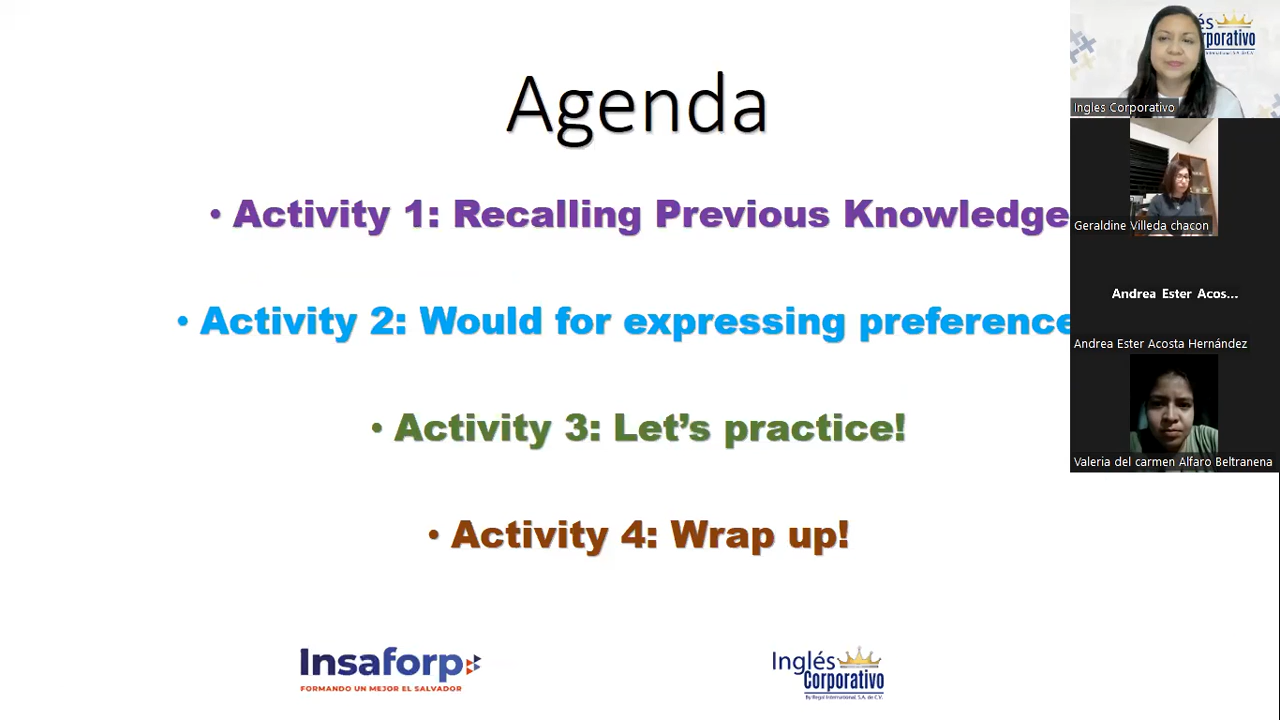 Agenda
• Activity 1: Recalling Previous Knowledge
• Activity 2: Would for expressing preference
• Activity 3: Let’s practice!
• Activity 4: Wrap up!
Insaforp
FORMANDO UN MEJOR EL SALVADOR
Inglés
Corporativo
By Regal International, S.A. de C.V.
és
orporativo
Ingles Corporativo
Geraldine Villeda chacon
Andrea Ester Acos...
Andrea Ester Acosta Hernández
Valeria del carmen Alfaro Beltranena